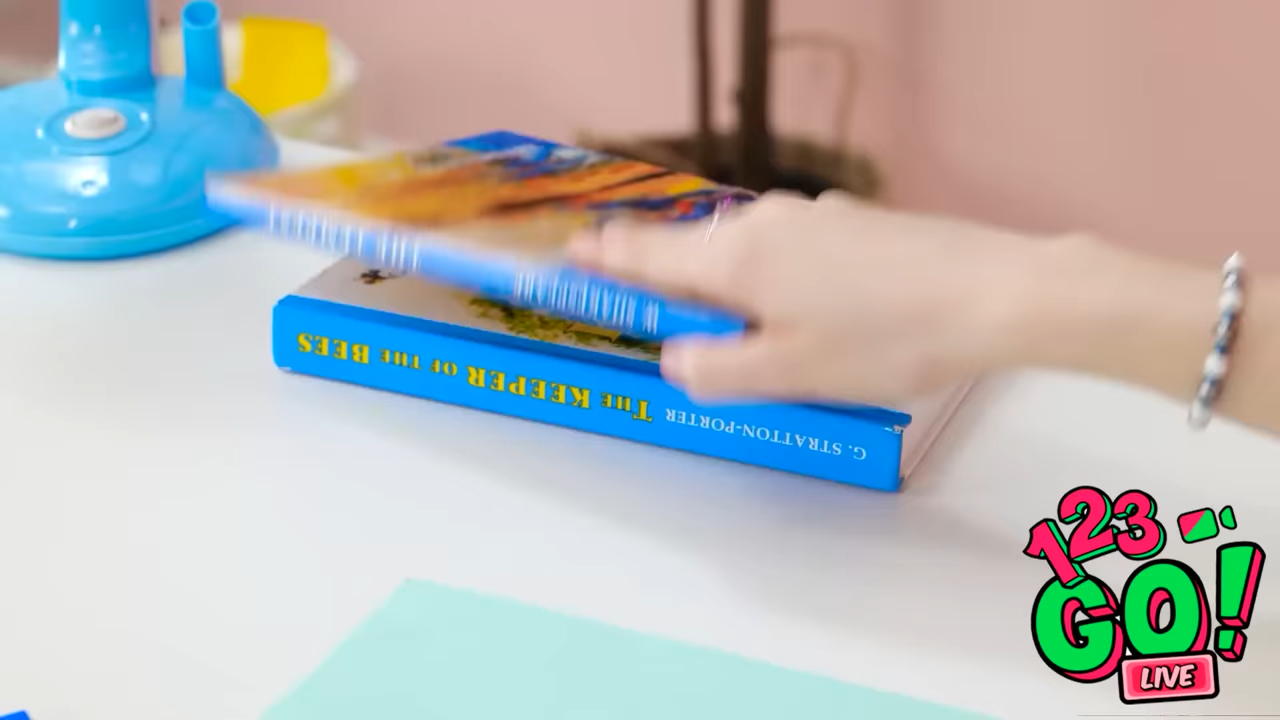 G. STRATTON-PORTER THE KEEPER OF THE BEES
123
GO!
LIVE